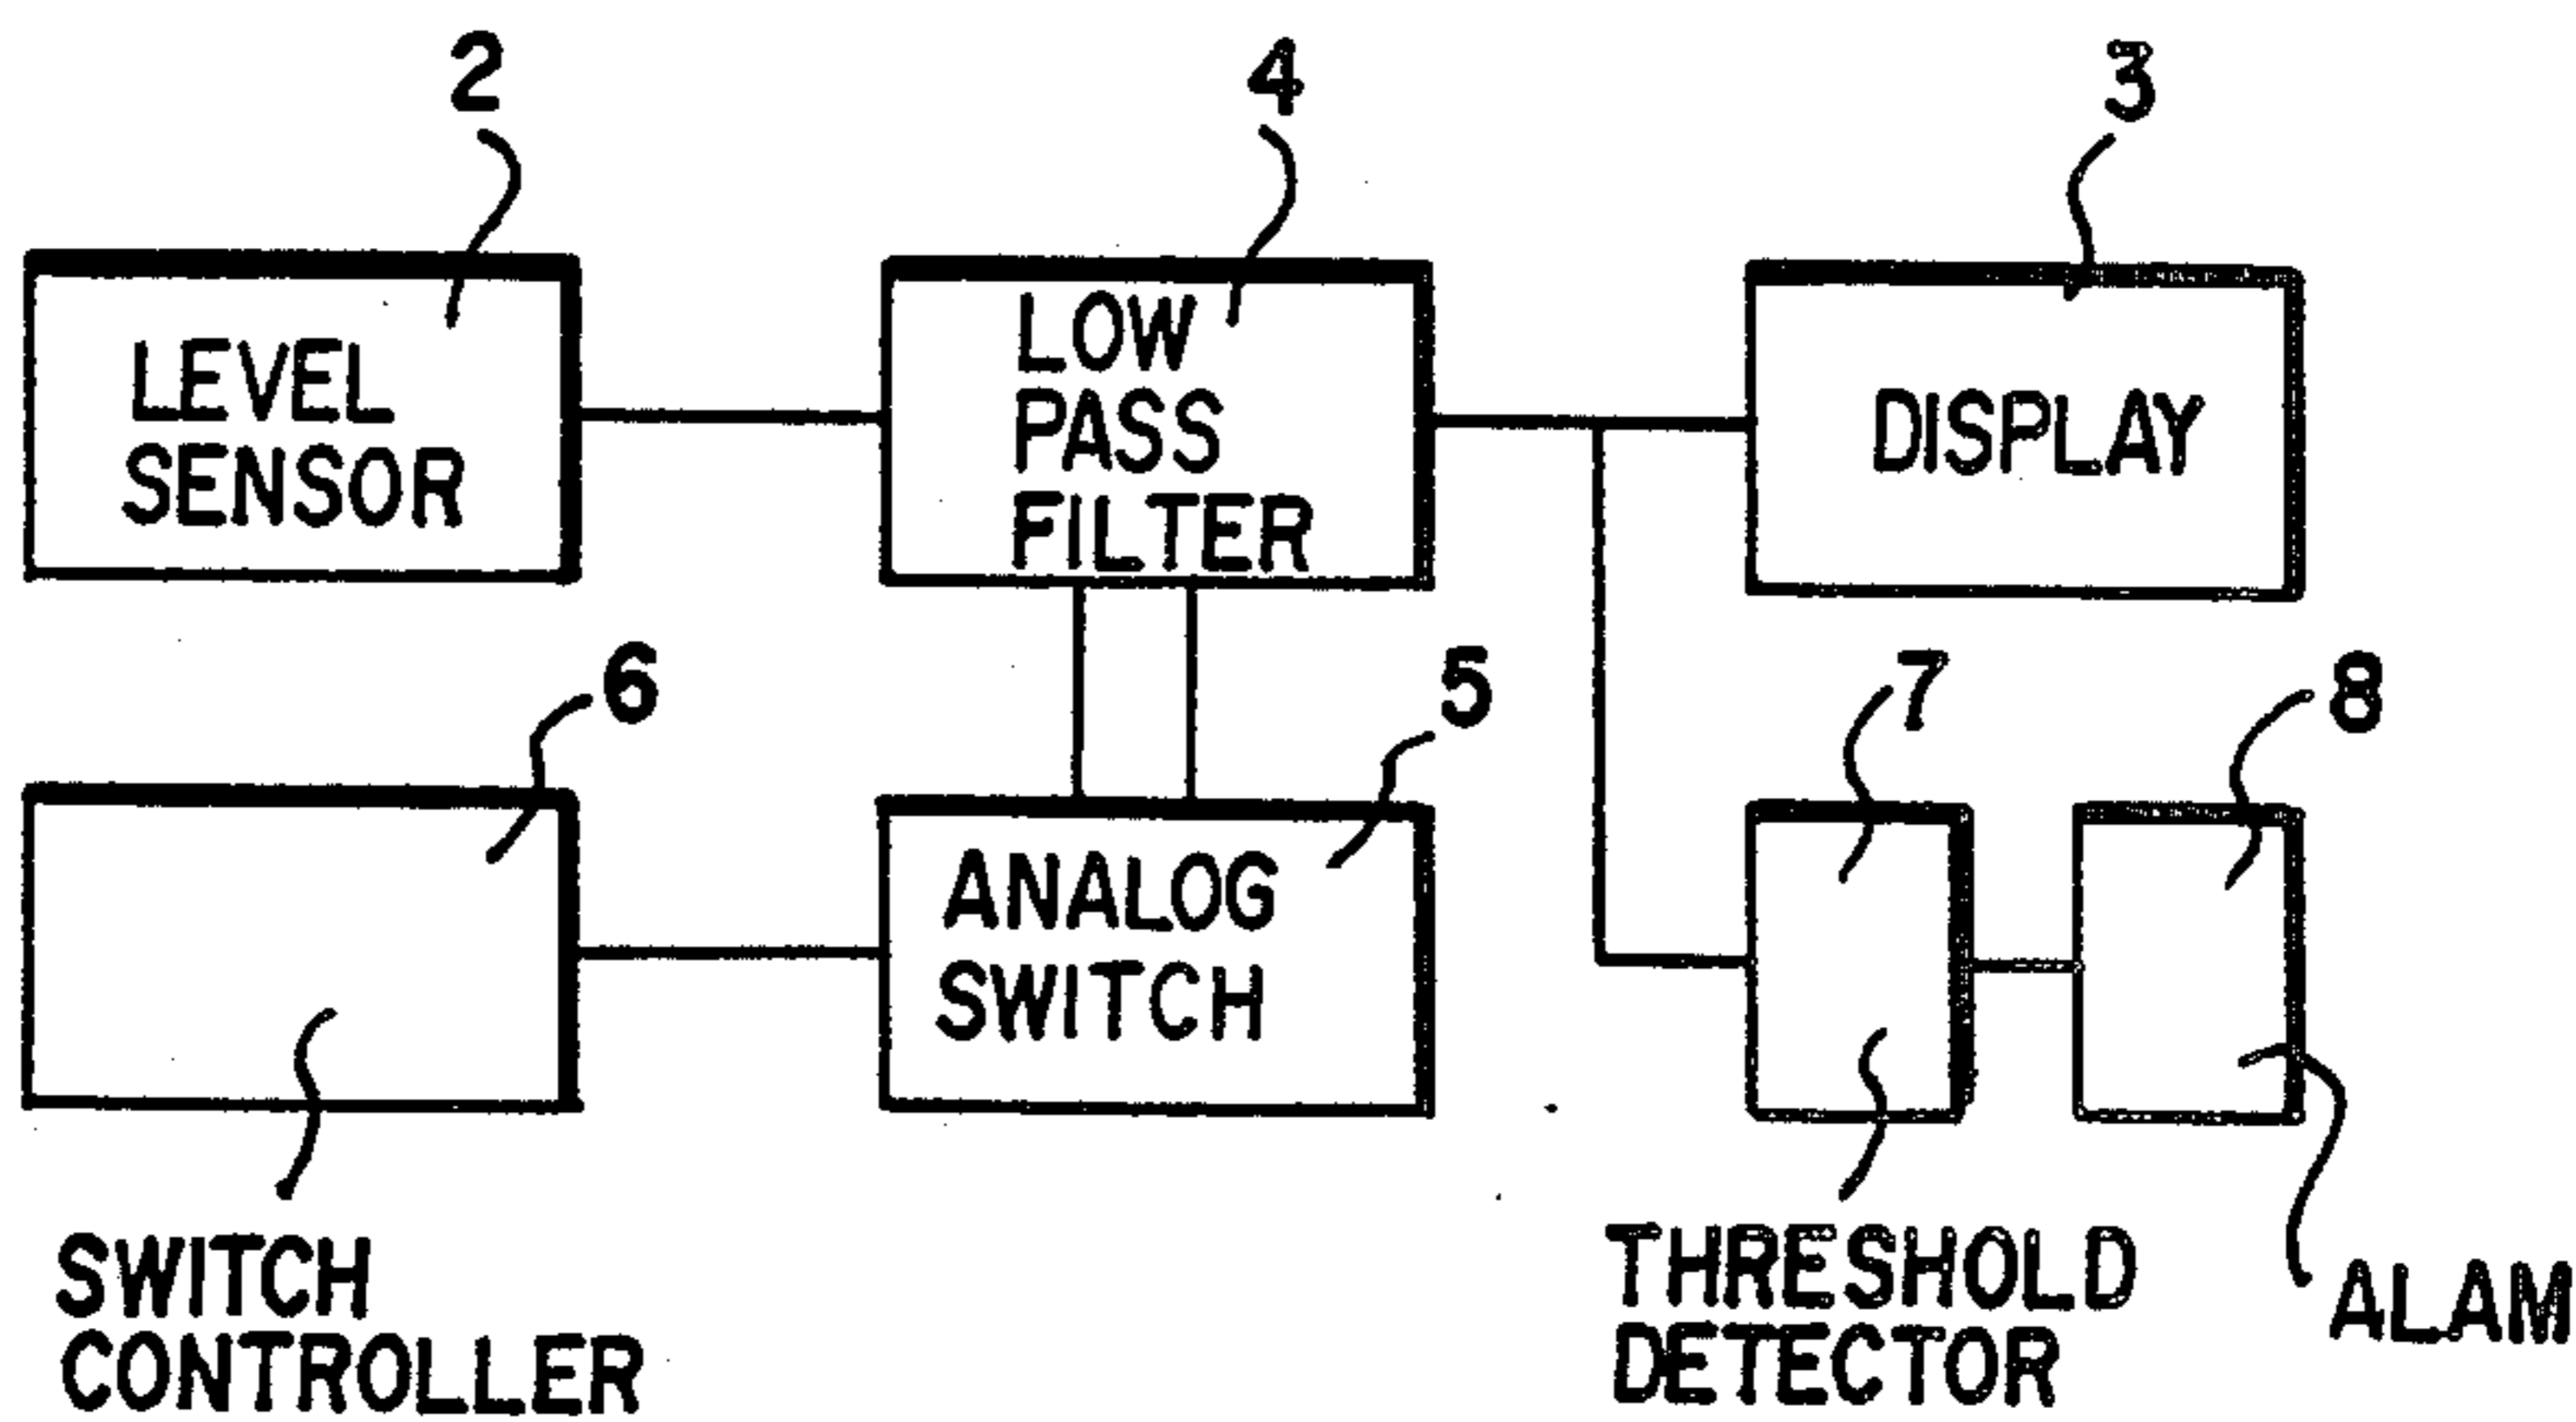 2
4
3
LEVEL
SENSOR
LOW
PASS
FILTER
DISPLAY
6
5
7
8
ANALOG
SWITCH
SWITCH
CONTROLLER
THRESHOLD
DETECTOR
ALAM